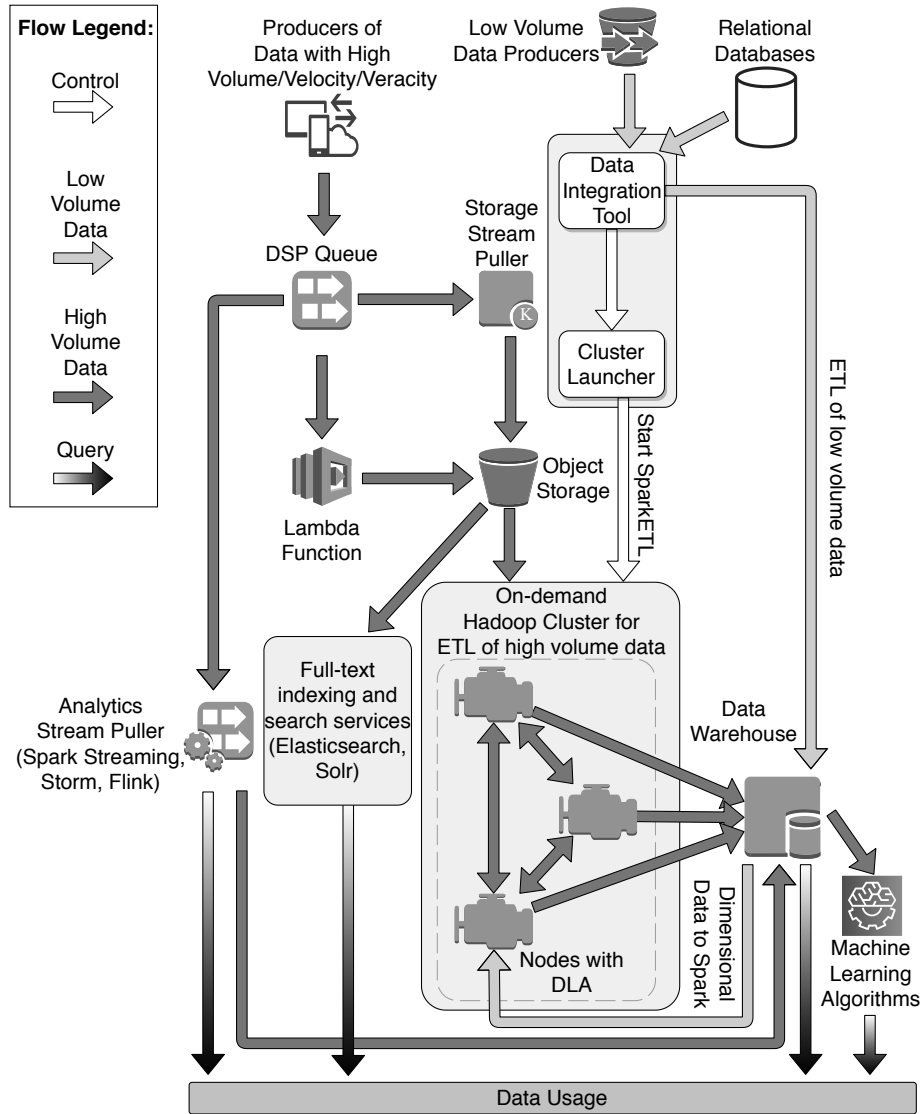 Flow Legend:
Control
Low
Volume
Data
High
Volume
Data
Query
Producers of
Data with High
Volume/Velocity/Veracity
Low Volume
Data Producers
Relational
Databases
Data
Integration
Tool
Storage
Stream
Puller
DSP Queue
K
Cluster
Launcher
ETL of low volume data
Start SparkETL
Object
Storage
Lambda
Function
On-demand
Hadoop Cluster for
ETL of high volume data
Full-text
indexing and
search services
(Elasticsearch,
Solr)
Analytics
Stream Puller
(Spark Streaming,
Storm, Flink)
Data
Warehouse
Nodes with
DLA
Dimensional
Data to Spark
Machine
Learning
Algorithms
Data Usage